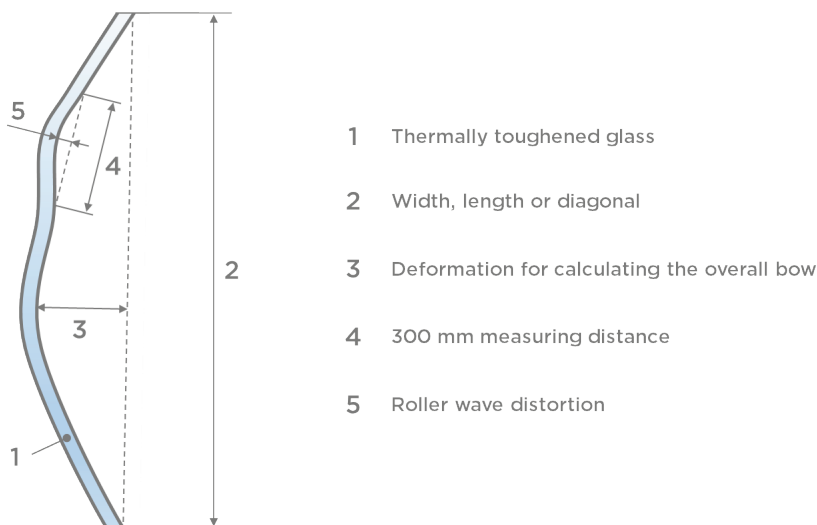 5
4
2
3
1
1 Thermally toughened glass
2 Width, length or diagonal
3 Deformation for calculating the overall bow
4 300 mm measuring distance
5 Roller wave distortion